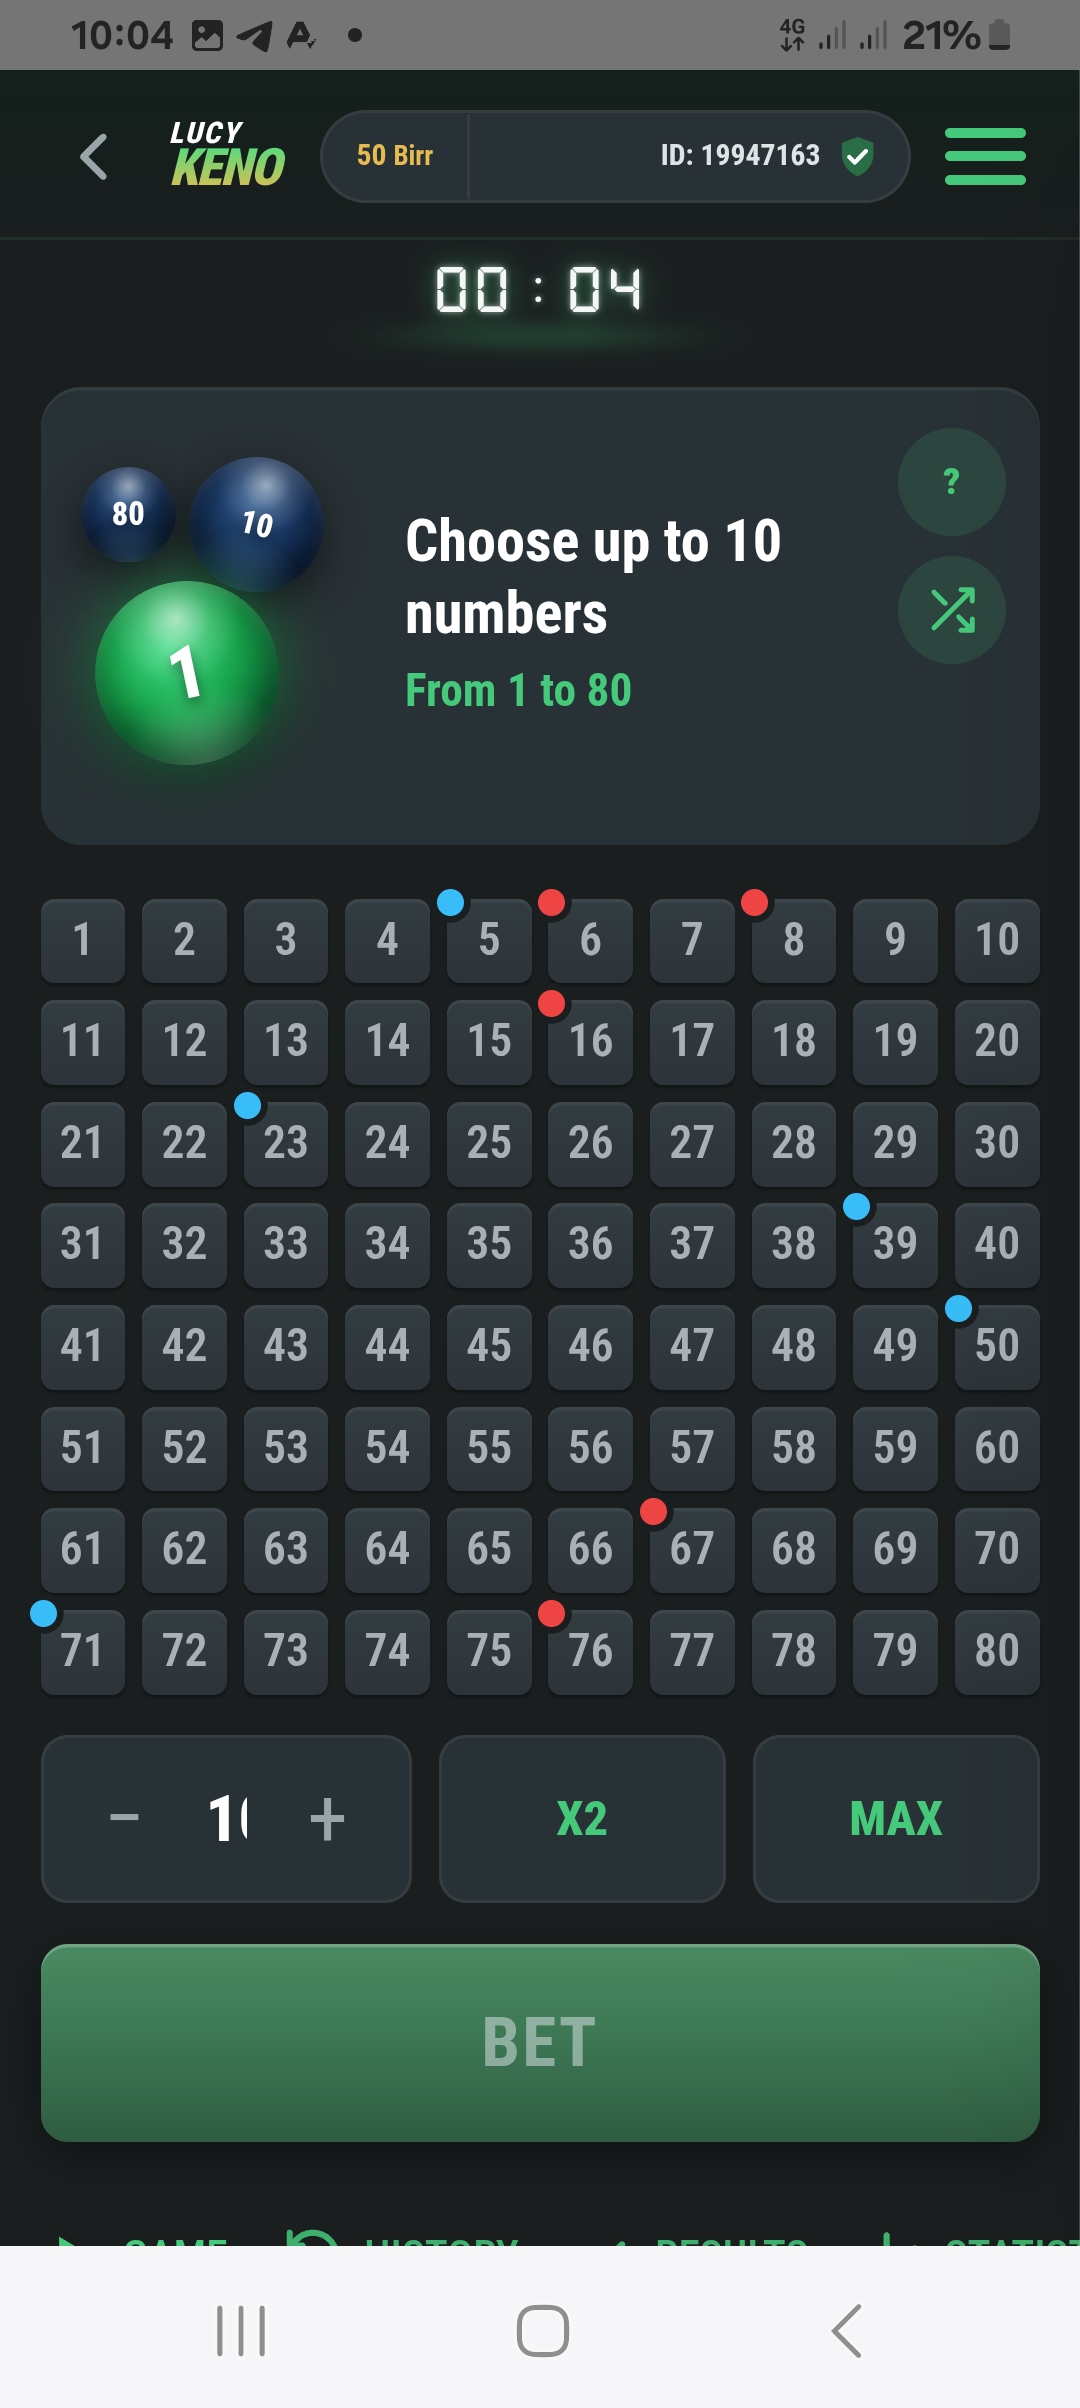 10:04 4G 21%
LUCY
KENO
50 Birr ID: 19947163
00 : 04
80 10
1
?
Choose up to 10
numbers
From 1 to 80
1 2 3 4 5 6 7 8 9 10
11 12 13 14 15 16 17 18 19 20
21 22 23 24 25 26 27 28 29 30
31 32 33 34 35 36 37 38 39 40
41 42 43 44 45 46 47 48 49 50
51 52 53 54 55 56 57 58 59 60
61 62 63 64 65 66 67 68 69 70
71 72 73 74 75 76 77 78 79 80
− 1 + X2 MAX
BET
GAME HISTORY RESULTS